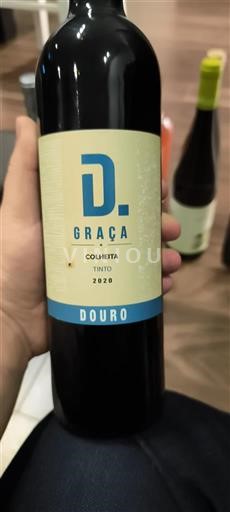 D.
GRAÇA
COLHEITA
TINTO
2020
DOURO